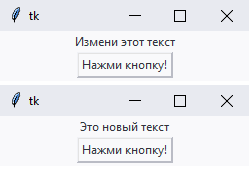 tk
Измени этот текст
Нажми кнопку!
tk
Это новый текст
Нажми кнопку!